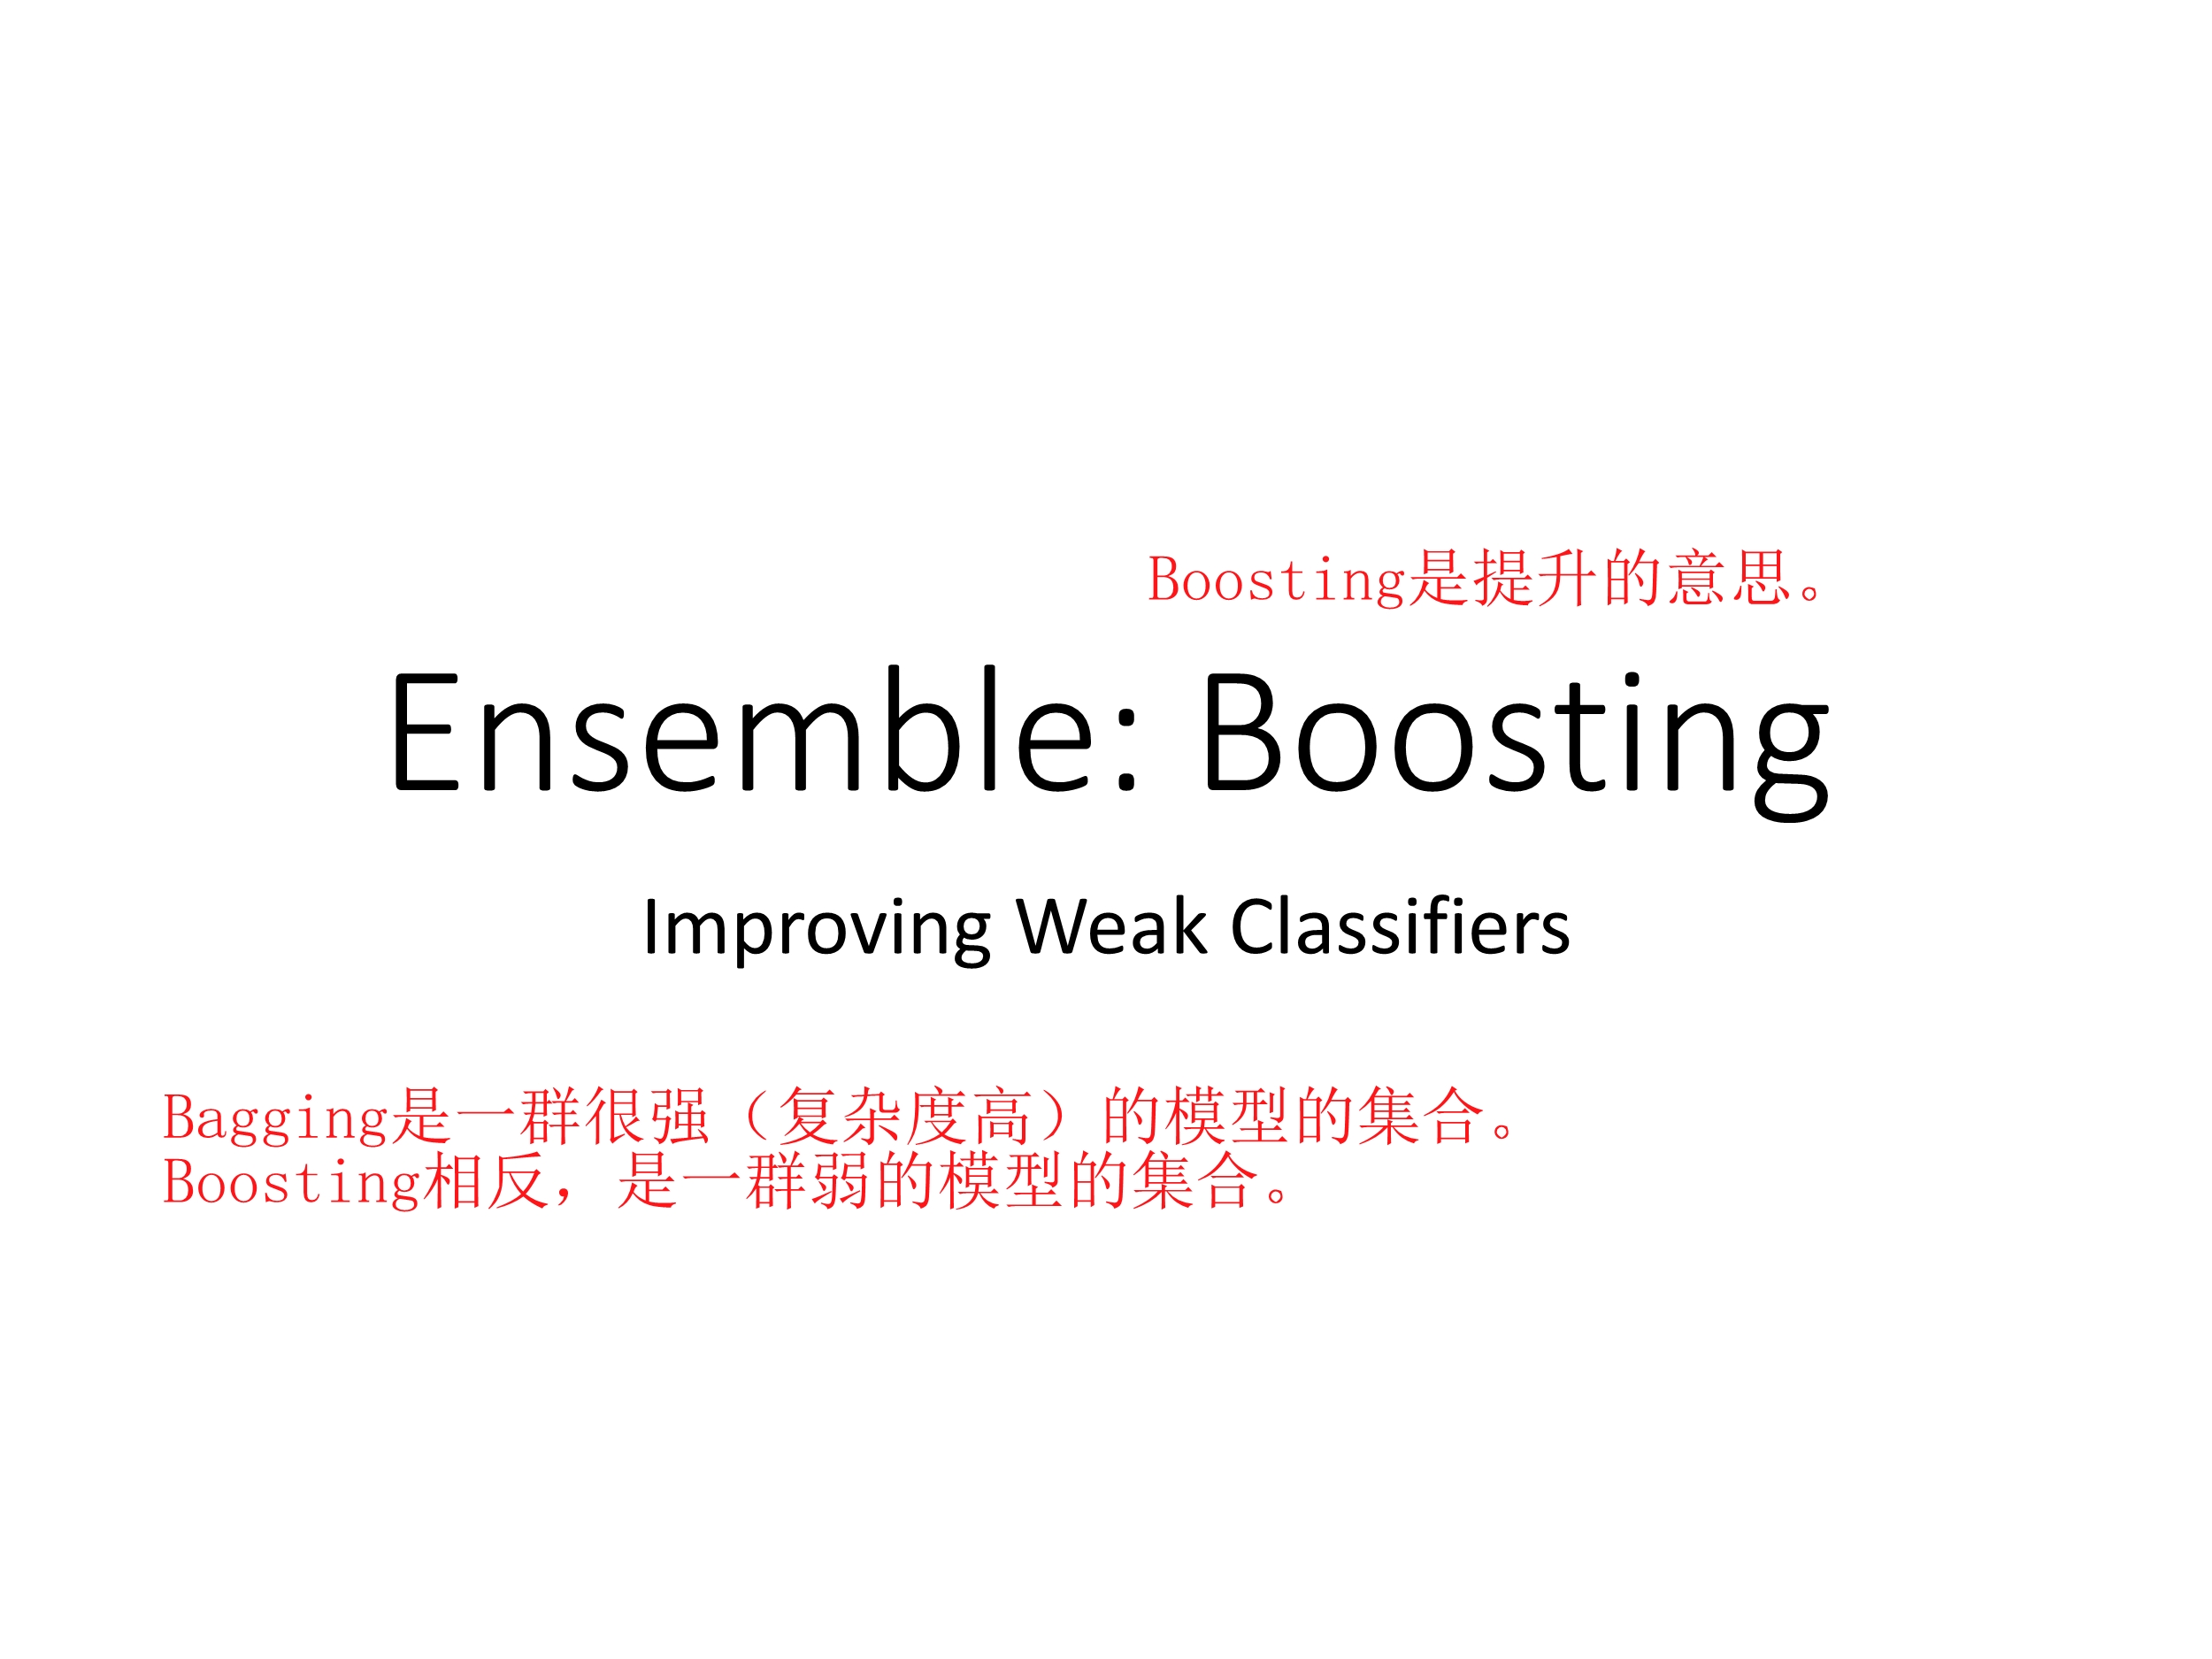 Boosting是提升的意思。
Ensemble: Boosting
Improving Weak Classifiers
Bagging是一群很强（复杂度高）的模型的集合。
Boosting相反，是一群弱的模型的集合。